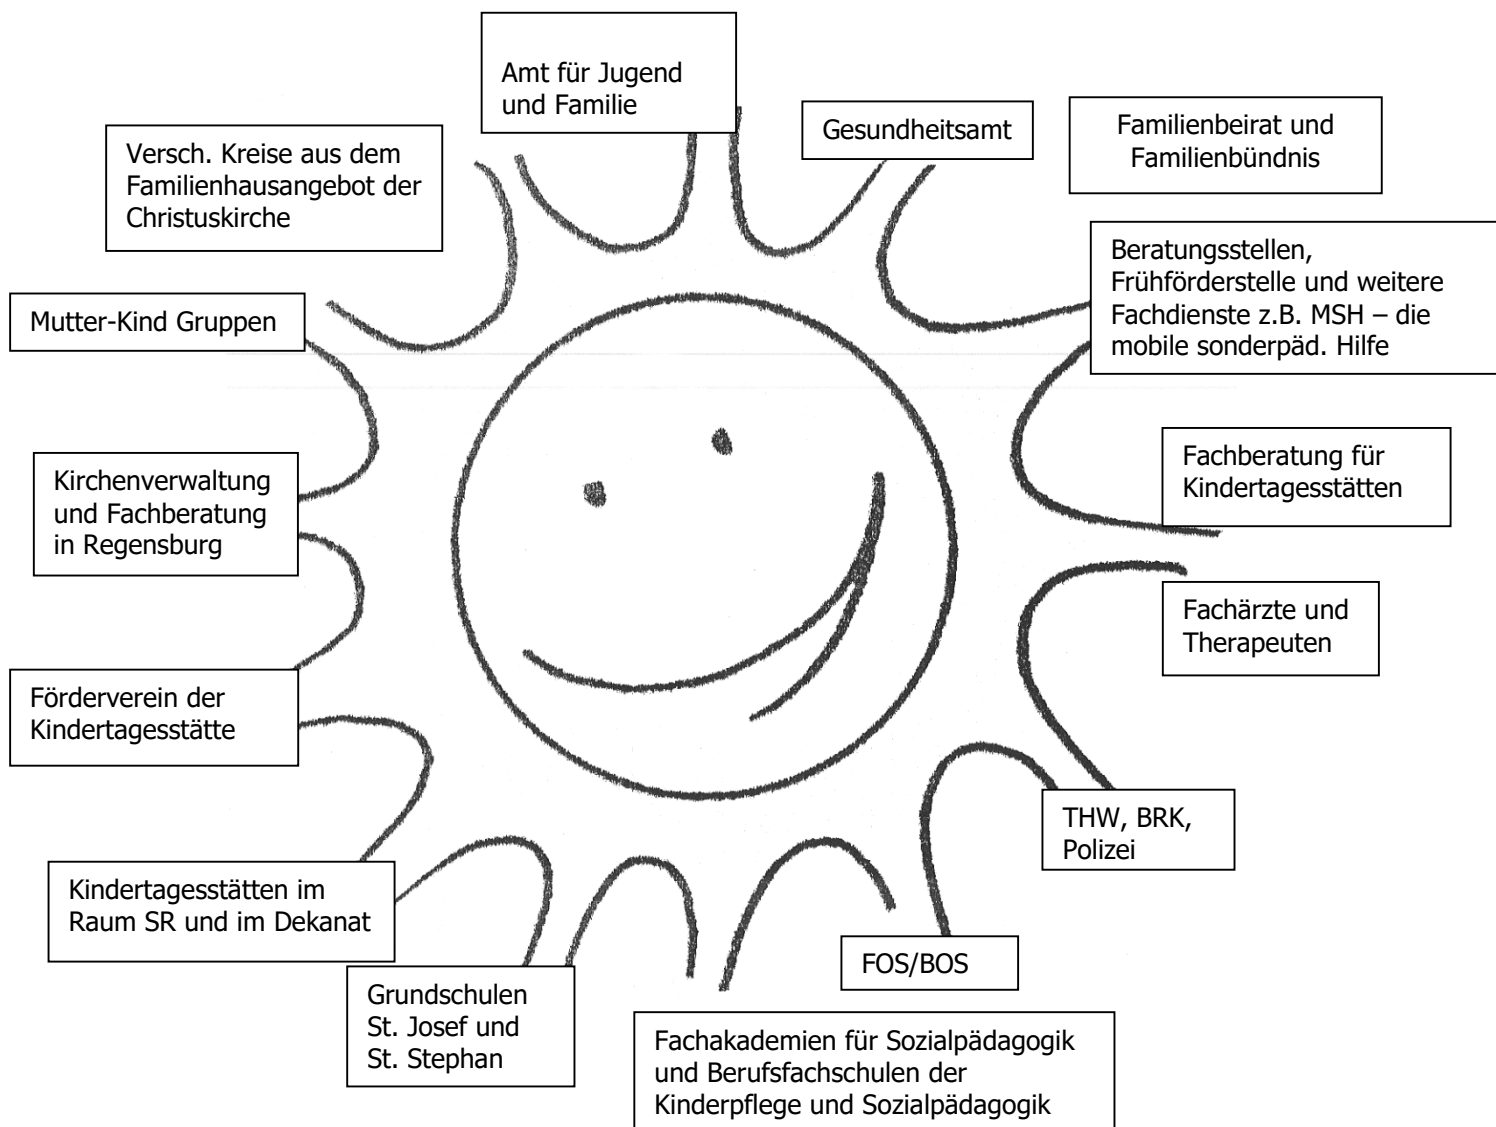 Amt für Jugend
und Familie
Gesundheitsamt
Familienbeirat und
Familienbündnis
Versch. Kreise aus dem
Familienhausangebot der
Christuskirche
Beratungsstellen,
Frühförderstelle und weitere
Fachdienste z.B. MSH – die
mobile sonderpäd. Hilfe
Mutter-Kind Gruppen
Fachberatung für
Kindertagesstätten
Kirchenverwaltung
und Fachberatung
in Regensburg
Fachärzte und
Therapeuten
Förderverein der
Kindertagesstätte
THW, BRK,
Polizei
Kindertagesstätten im
Raum SR und im Dekanat
FOS/BOS
Grundschulen
St. Josef und
St. Stephan
Fachakademien für Sozialpädagogik
und Berufsfachschulen der
Kinderpflege und Sozialpädagogik